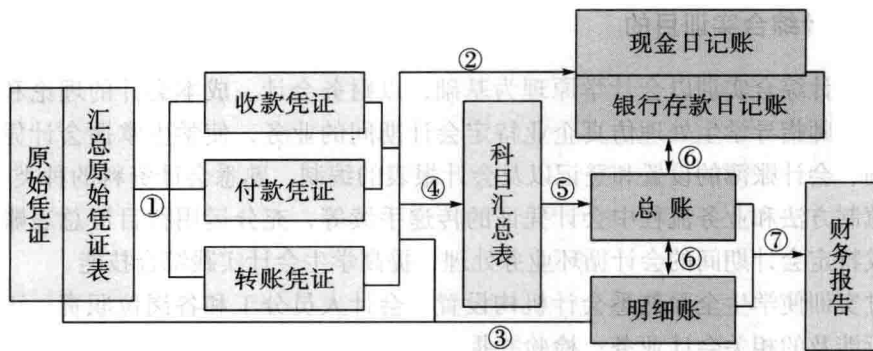 原始凭证
汇总原始凭证表
①
收款凭证
付款凭证
转账凭证
②
④
③
科目汇总表
⑤
现金日记账
银行存款日记账
⑥
总账
⑥
明细账
⑦
财务报告